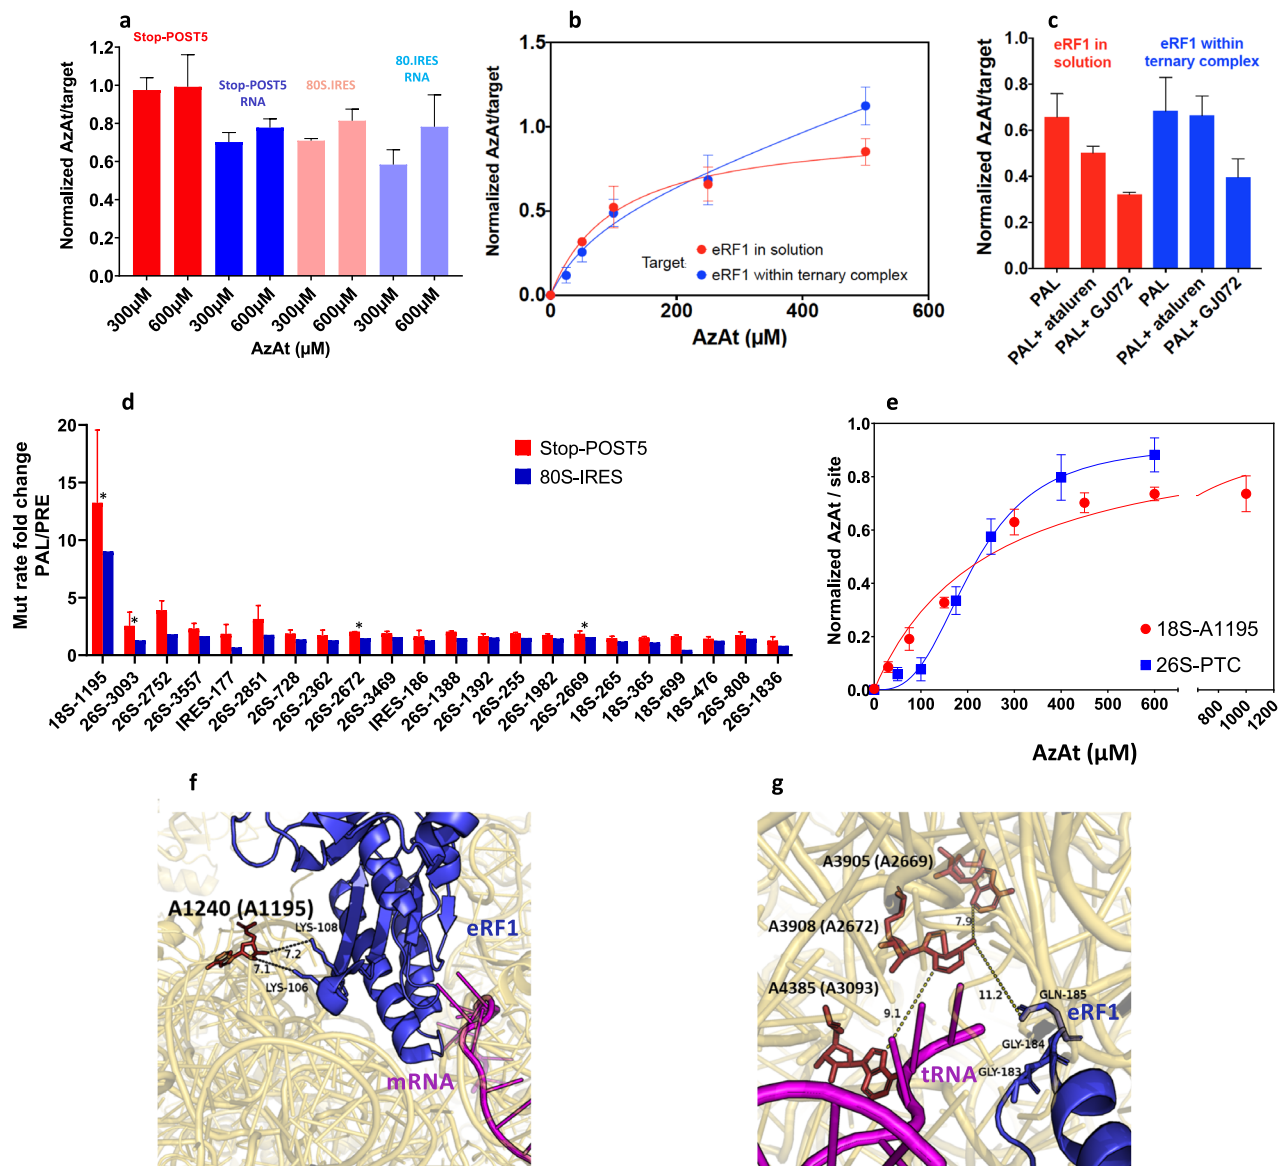 a
Normalized AzAt/target
1.2
1.0
0.8
0.6
0.4
0.2
0.0
Stop-POST5
Stop-POST5
RNA
80S.IRES
80.IRES
RNA
300µM
600µM
300µM
600µM
300µM
600µM
300µM
600µM
AzAt (µM)
b
Normalized AzAt/target
1.5
1.0
0.5
0.0
0
200
400
600
Target
eRF1 in solution
eRF1 within ternary complex
AzAt (µM)
c
Normalized AzAt/target
1.0
0.8
0.6
0.4
0.2
0.0
eRF1 in
solution
eRF1 within
ternary complex
PAL
PAL+ ataluren
PAL+ GJ072
PAL
PAL+ ataluren
PAL+ GJ072
d
Mut rate fold change
PAL/PRE
20
15
10
5
0
Stop-POST5
80S-IRES
*
*
*
*
18S-1195
26S-3093
26S-2752
26S-3557
IRES-177
26S-2851
26S-728
26S-2362
26S-2672
26S-3469
IRES-186
26S-1388
26S-1392
26S-255
26S-1982
26S-2669
18S-265
18S-365
18S-699
18S-476
26S-808
26S-1836
e
Normalized AzAt / site
1.0
0.8
0.6
0.4
0.2
0.0
0
100
200
300
400
500
600
800
1000
1200
18S-A1195
26S-PTC
AzAt (µM)
f
A1240 (A1195)
LYS-108
7.2
7.1
LYS-106
eRF1
mRNA
g
A3905 (A2669)
7.9
A3908 (A2672)
11.2
GLN-185
A4385 (A3093)
9.1
eRF1
GLY-184
tRNA
GLY-183